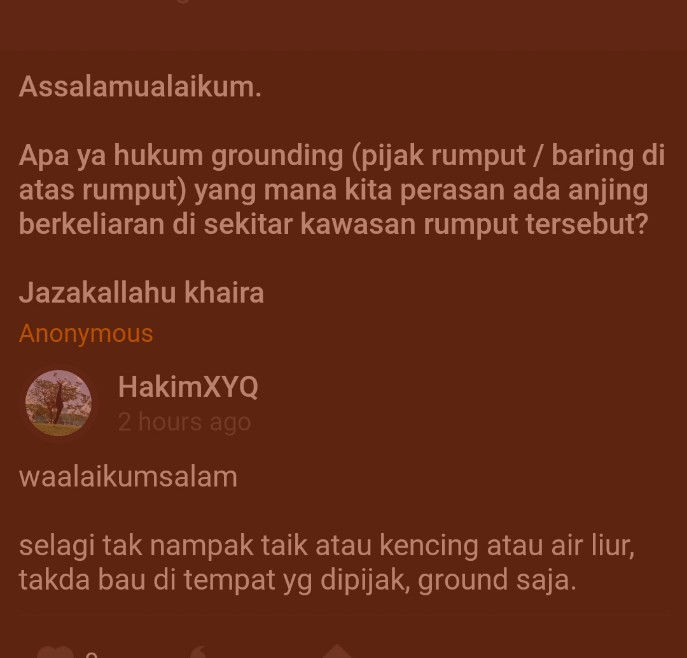 Assalamualaikum.
Apa ya hukum grounding (pijak rumput / baring di
atas rumput) yang mana kita perasan ada anjing
berkeliaran di sekitar kawasan rumput tersebut?
Jazakallahu khaira
Anonymous
HakimXYQ
2 hours ago
waalaikumsalam
selagi tak nampak taik atau kencing atau air liur,
takda bau di tempat yg dipijak, ground saja.